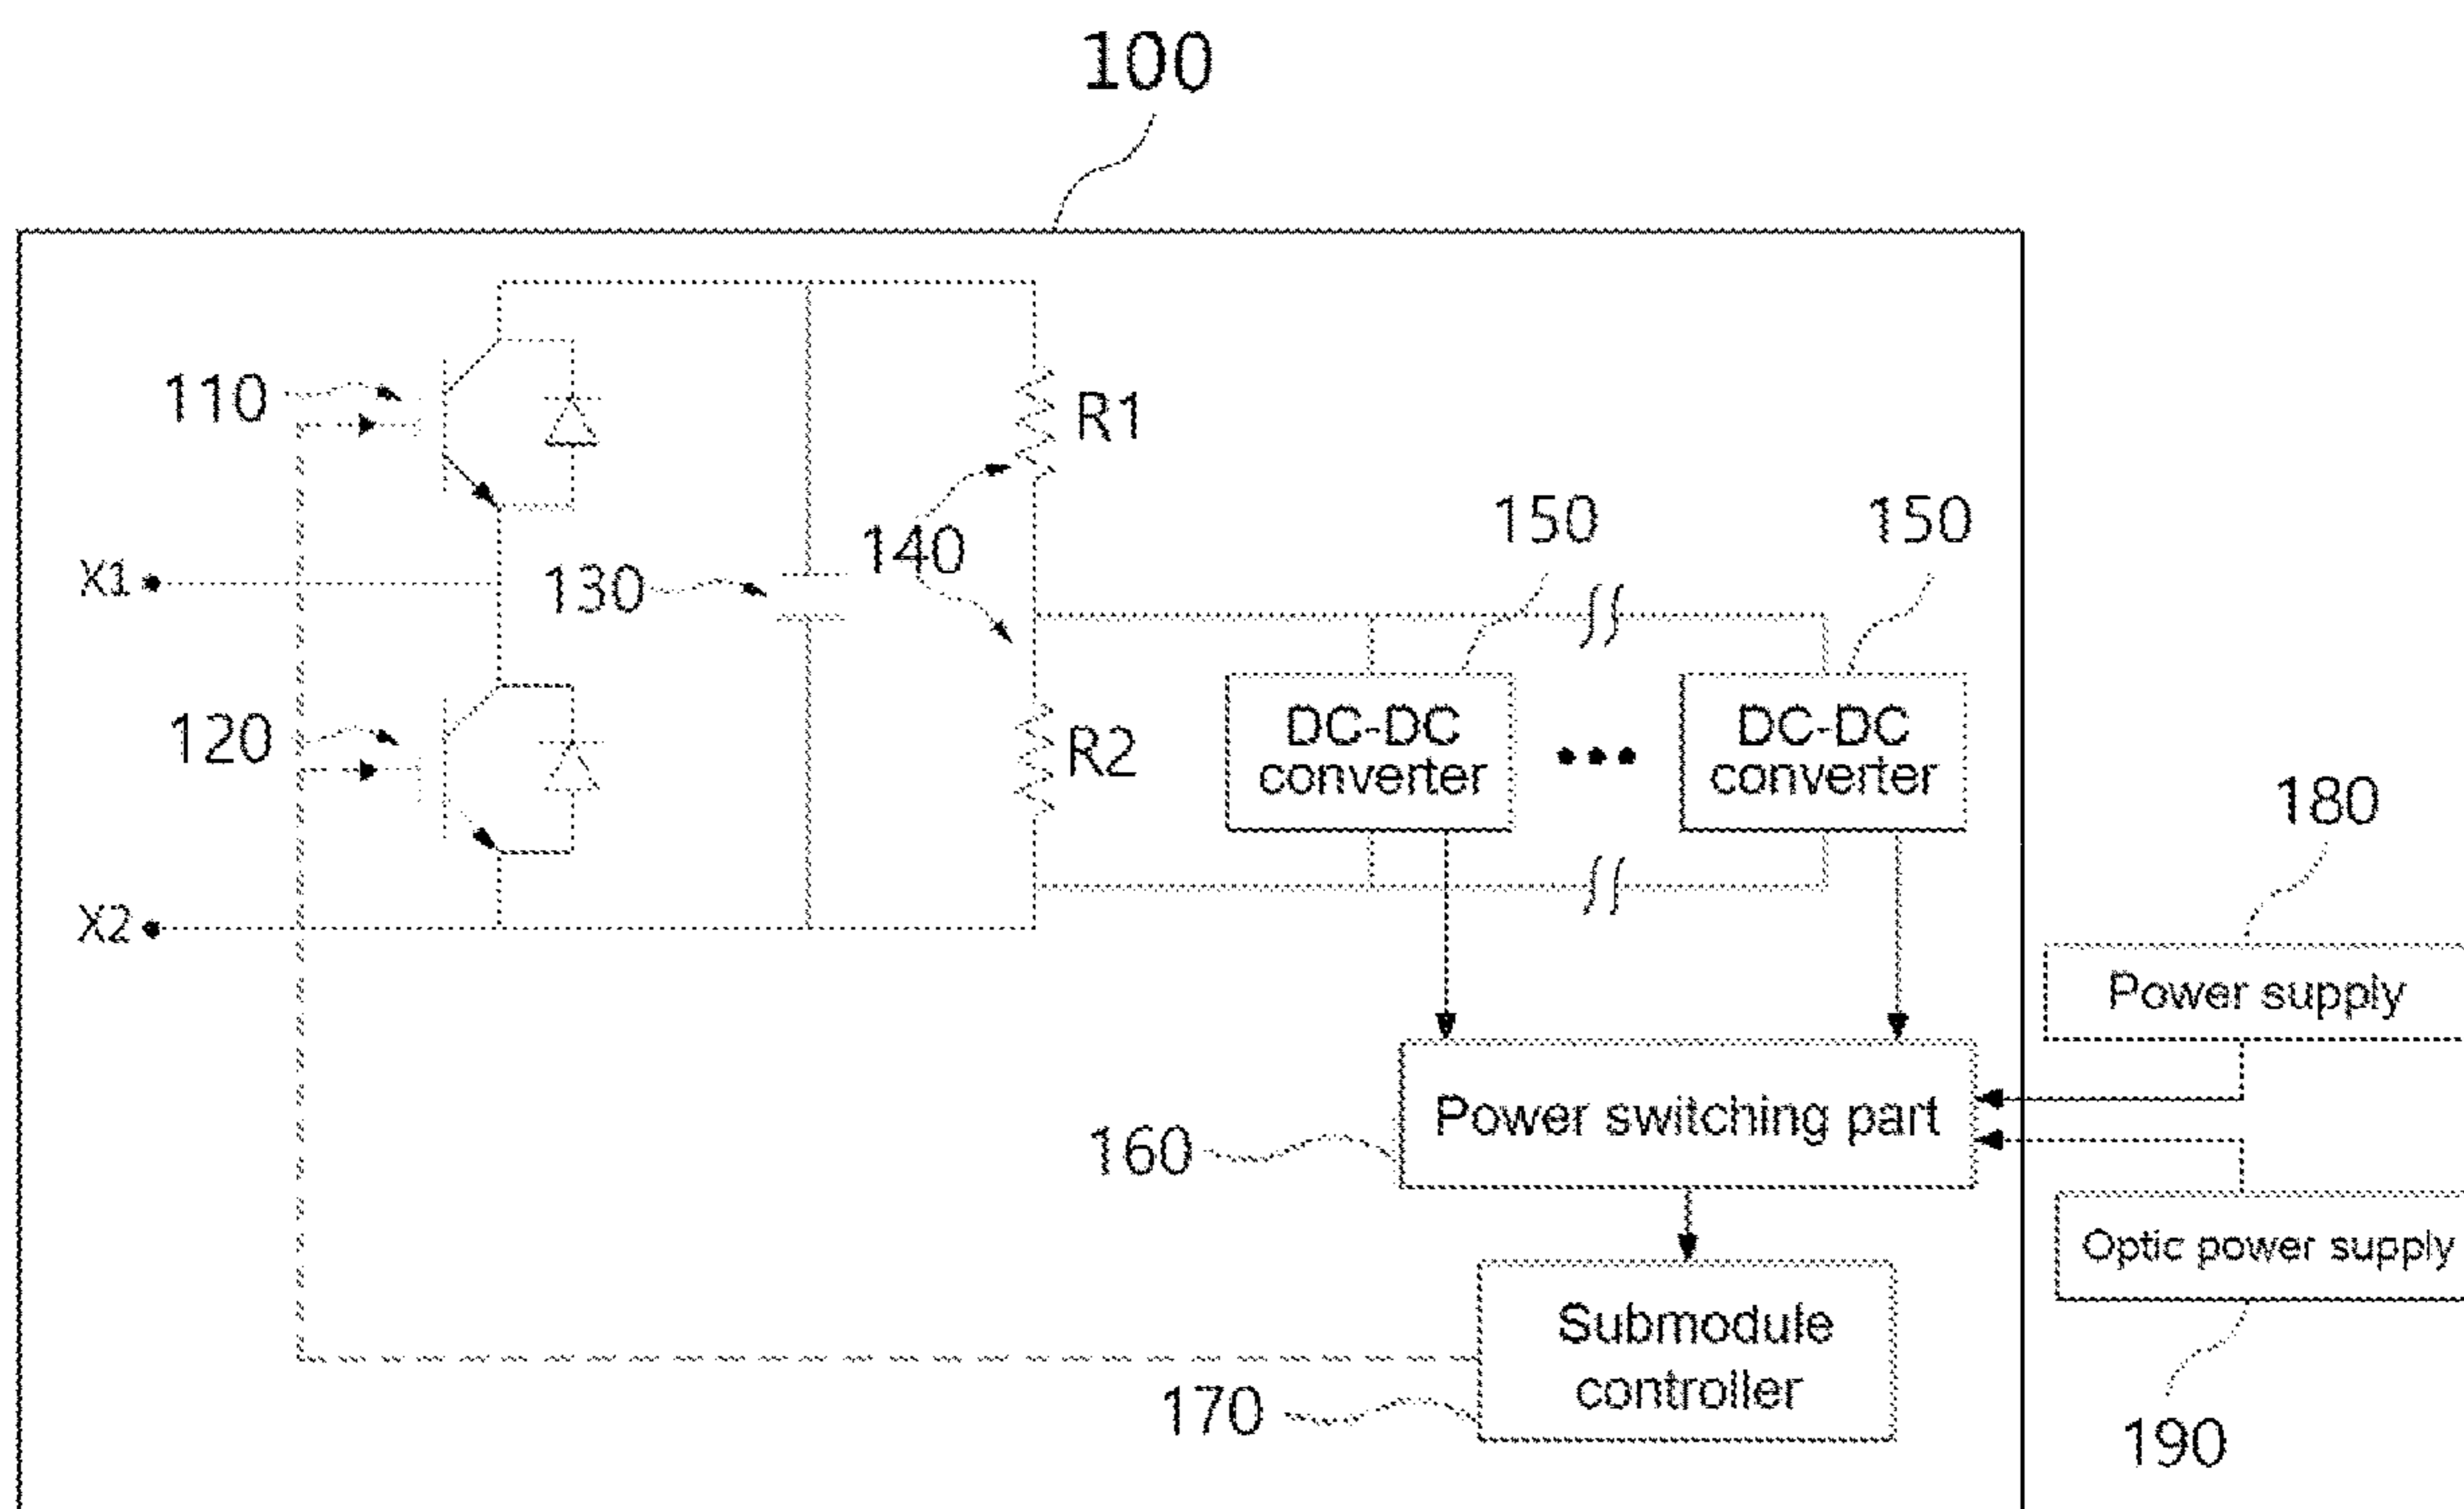 100
110
R1
150
150
140
X1
130
120
DC-DC
converter
DC-DC
converter
R2
180
X2
Power supply
Power switching part
160
Optic power supply
Submodule
controller
170
190